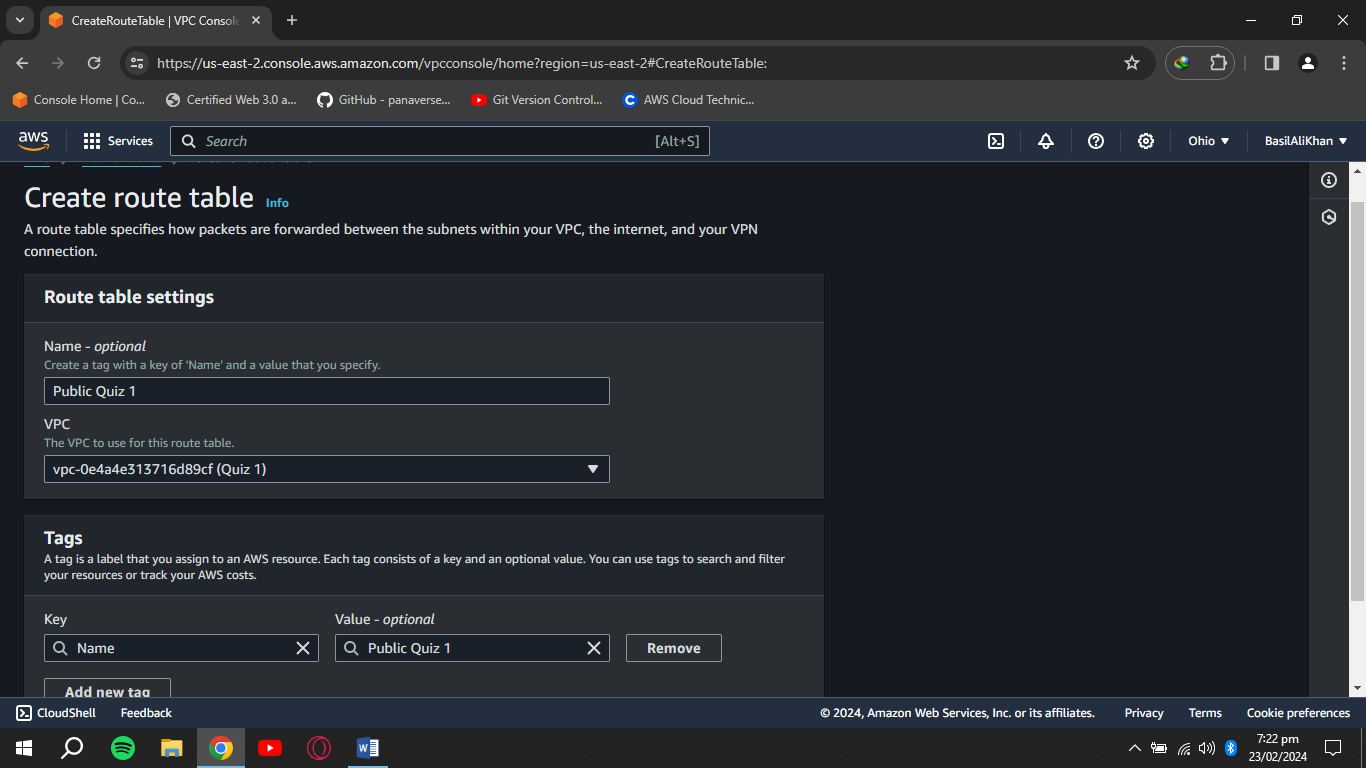 CreateRouteTable | VPC Consol
https://us-east-2.console.aws.amazon.com/vpcconsole/home?region=us-east-2#CreateRouteTable:
Console Home | Co... Certified Web 3.0 a... GitHub - panaverse... Git Version Control... AWS Cloud Technic...
aws Services Search [Alt+S] Ohio BasilAliKhan
Create route table Info
A route table specifies how packets are forwarded between the subnets within your VPC, the internet, and your VPN
connection.
Route table settings
Name - optional
Create a tag with a key of 'Name' and a value that you specify.
Public Quiz 1
VPC
The VPC to use for this route table.
vpc-0e4a4e313716d89cf (Quiz 1)
Tags
A tag is a label that you assign to an AWS resource. Each tag consists of a key and an optional value. You can use tags to search and filter
your resources or track your AWS costs.
Key Value - optional
Name Public Quiz 1 Remove
Add new tag
CloudShell Feedback © 2024, Amazon Web Services, Inc. or its affiliates. Privacy Terms Cookie preferences
7:22 pm
23/02/2024